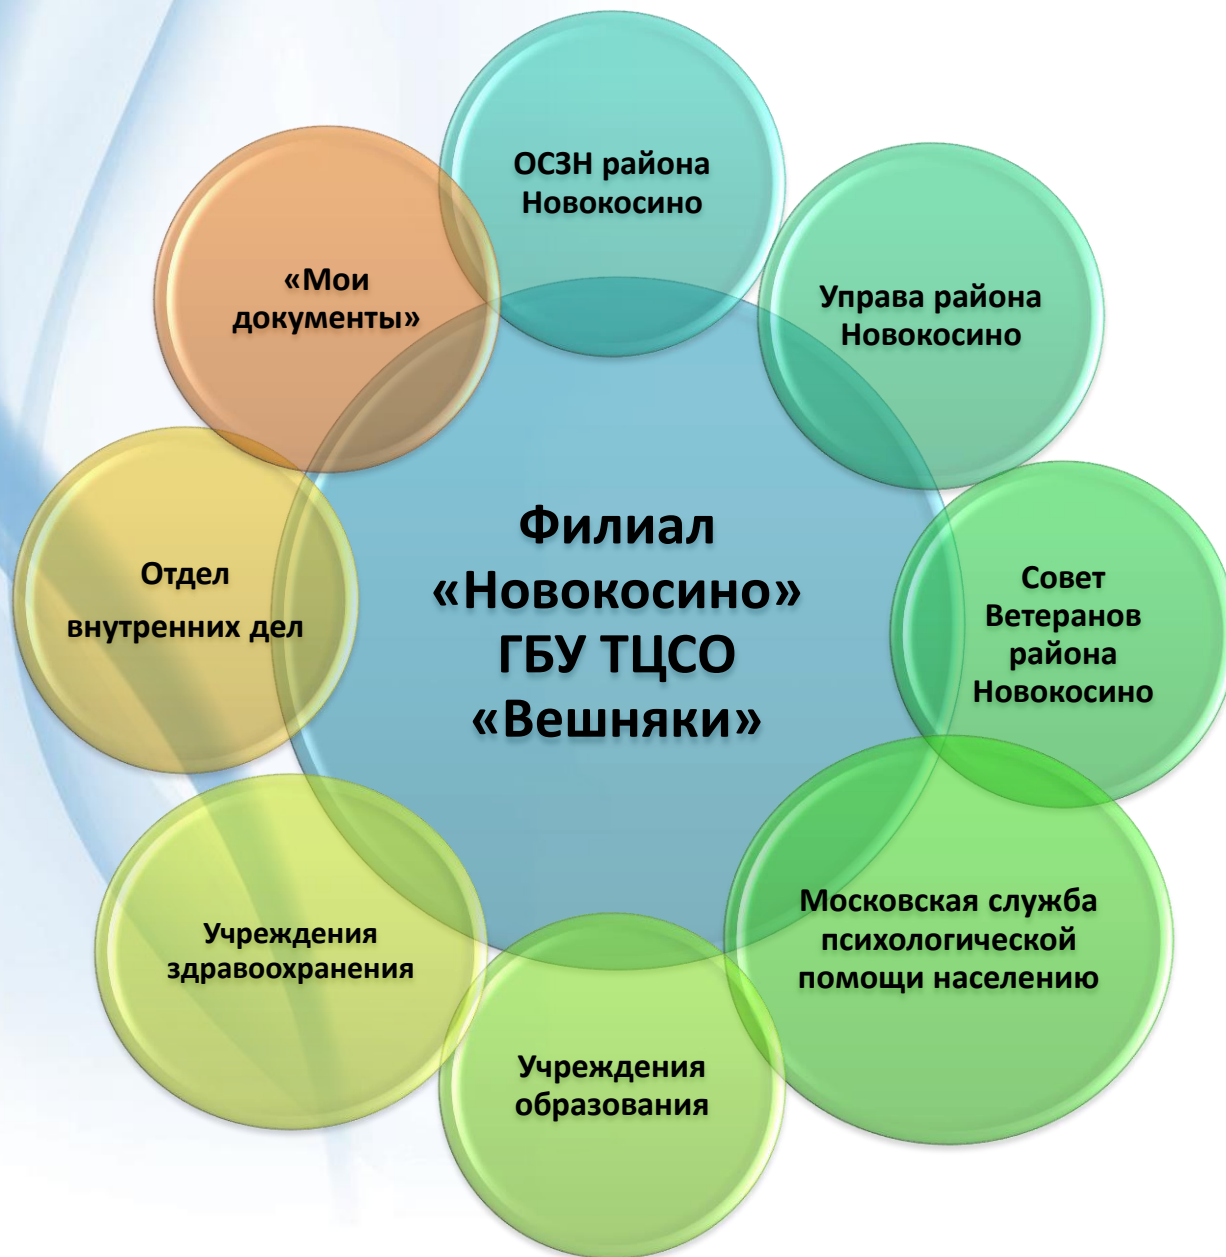 ОСЗН района
Новокосино
«Мои
документы»
Управа района
Новокосино
Филиал
«Новокосино»
ГБУ ТЦСО
«Вешняки»
Отдел
внутренних дел
Совет
Ветеранов
района
Новокосино
Учреждения
здравоохранения
Московская служба
психологической
помощи населению
Учреждения
образования